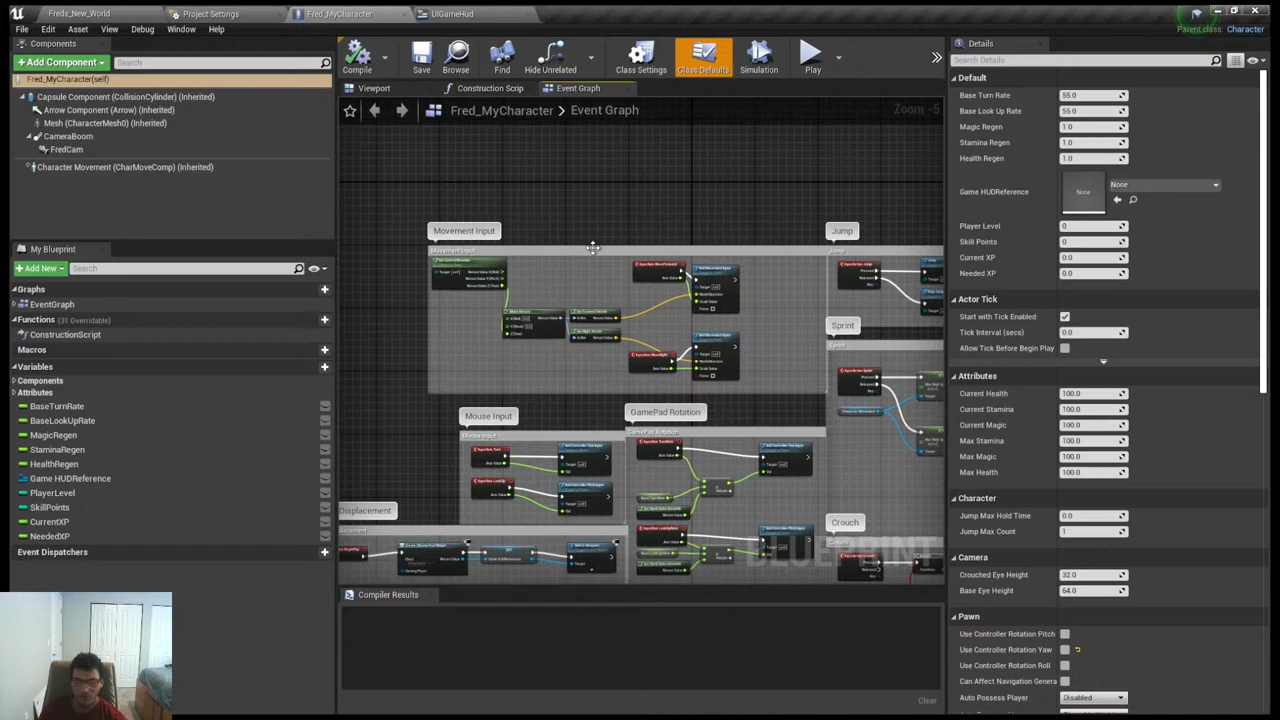 Freds_New_World
Project Settings
Fred_MyCharacter
UIGameHud
Parent class: Character
File
Edit
Asset
View
Debug
Window
Help
Components
Add Component
Search
Fred_MyCharacter(self)
Capsule Component (CollisionCylinder) (Inherited)
Arrow Component (Arrow) (Inherited)
Mesh (CharacterMesh0) (Inherited)
CameraBoom
FredCam
Character Movement (CharMoveComp) (Inherited)
My Blueprint
Add New
Search
Graphs
EventGraph
Functions (31 Overridable)
ConstructionScript
Macros
Variables
Components
Attributes
BaseTurnRate
BaseLookUpRate
MagicRegen
StaminaRegen
HealthRegen
Game HUDReference
PlayerLevel
SkillPoints
CurrentXP
NeededXP
Event Dispatchers
Compile
Save
Browse
Find
Hide Unrelated
Class Settings
Class Defaults
Simulation
Play
Viewport
Construction Scrip
Event Graph
Fred_MyCharacter
Event Graph
Zoom -5
Movement Input
Movement Input
Jump
Jump
Sprint
Sprint
Mouse Input
Mouse Input
GamePad Rotation
GamePad Rotation
Displacement
Crouch
Crouch
BLUEPRINT
Compiler Results
Clear
Details
Search Details
Default
Base Turn Rate 55.0
Base Look Up Rate 55.0
Magic Regen 1.0
Stamina Regen 1.0
Health Regen 1.0
Game HUDReference
None
None
Player Level 0
Skill Points 0
Current XP 0.0
Needed XP 0.0
Actor Tick
Start with Tick Enabled
Tick Interval (secs) 0.0
Allow Tick Before Begin Play
Attributes
Current Health 100.0
Current Stamina 100.0
Current Magic 100.0
Max Stamina 100.0
Max Magic 100.0
Max Health 100.0
Character
Jump Max Hold Time 0.0
Jump Max Count 1
Camera
Crouched Eye Height 32.0
Base Eye Height 64.0
Pawn
Use Controller Rotation Pitch
Use Controller Rotation Yaw
Use Controller Rotation Roll
Can Affect Navigation Genera
Auto Possess Player Disabled